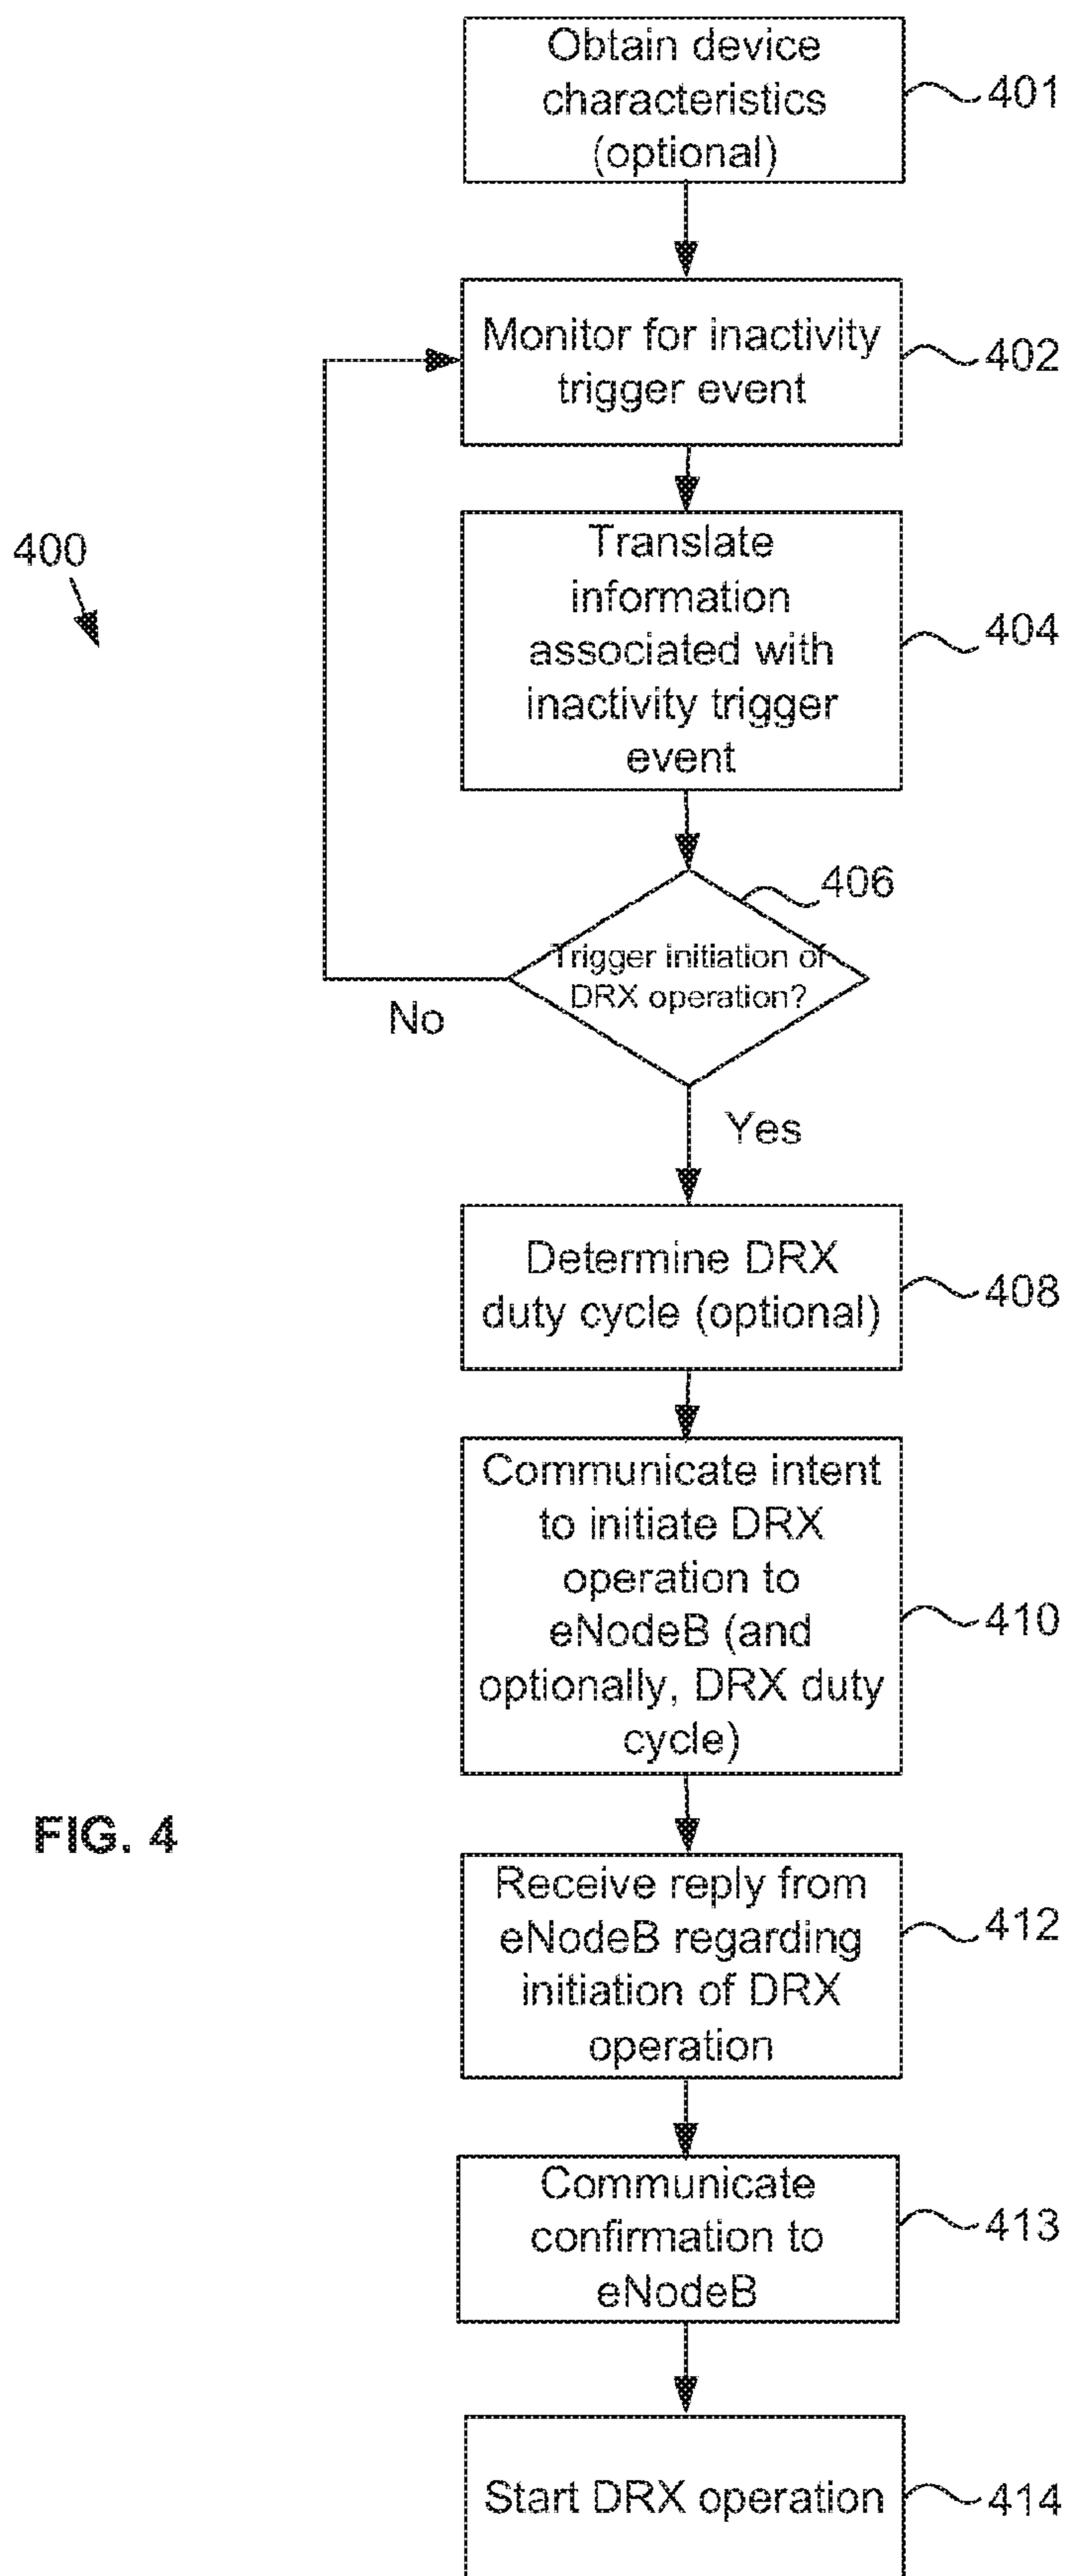 Obtain device
characteristics
(optional)
401
Monitor for inactivity
trigger event
402
400
Translate
information
associated with
inactivity trigger
event
404
406
Trigger initiation of
DRX operation?
No
Yes
Determine DRX
duty cycle (optional)
408
Communicate intent
to initiate DRX
operation to
eNodeB (and
optionally, DRX duty
cycle)
410
FIG. 4
Receive reply from
eNodeB regarding
initiation of DRX
operation
412
Communicate
confirmation to
eNodeB
413
Start DRX operation
414